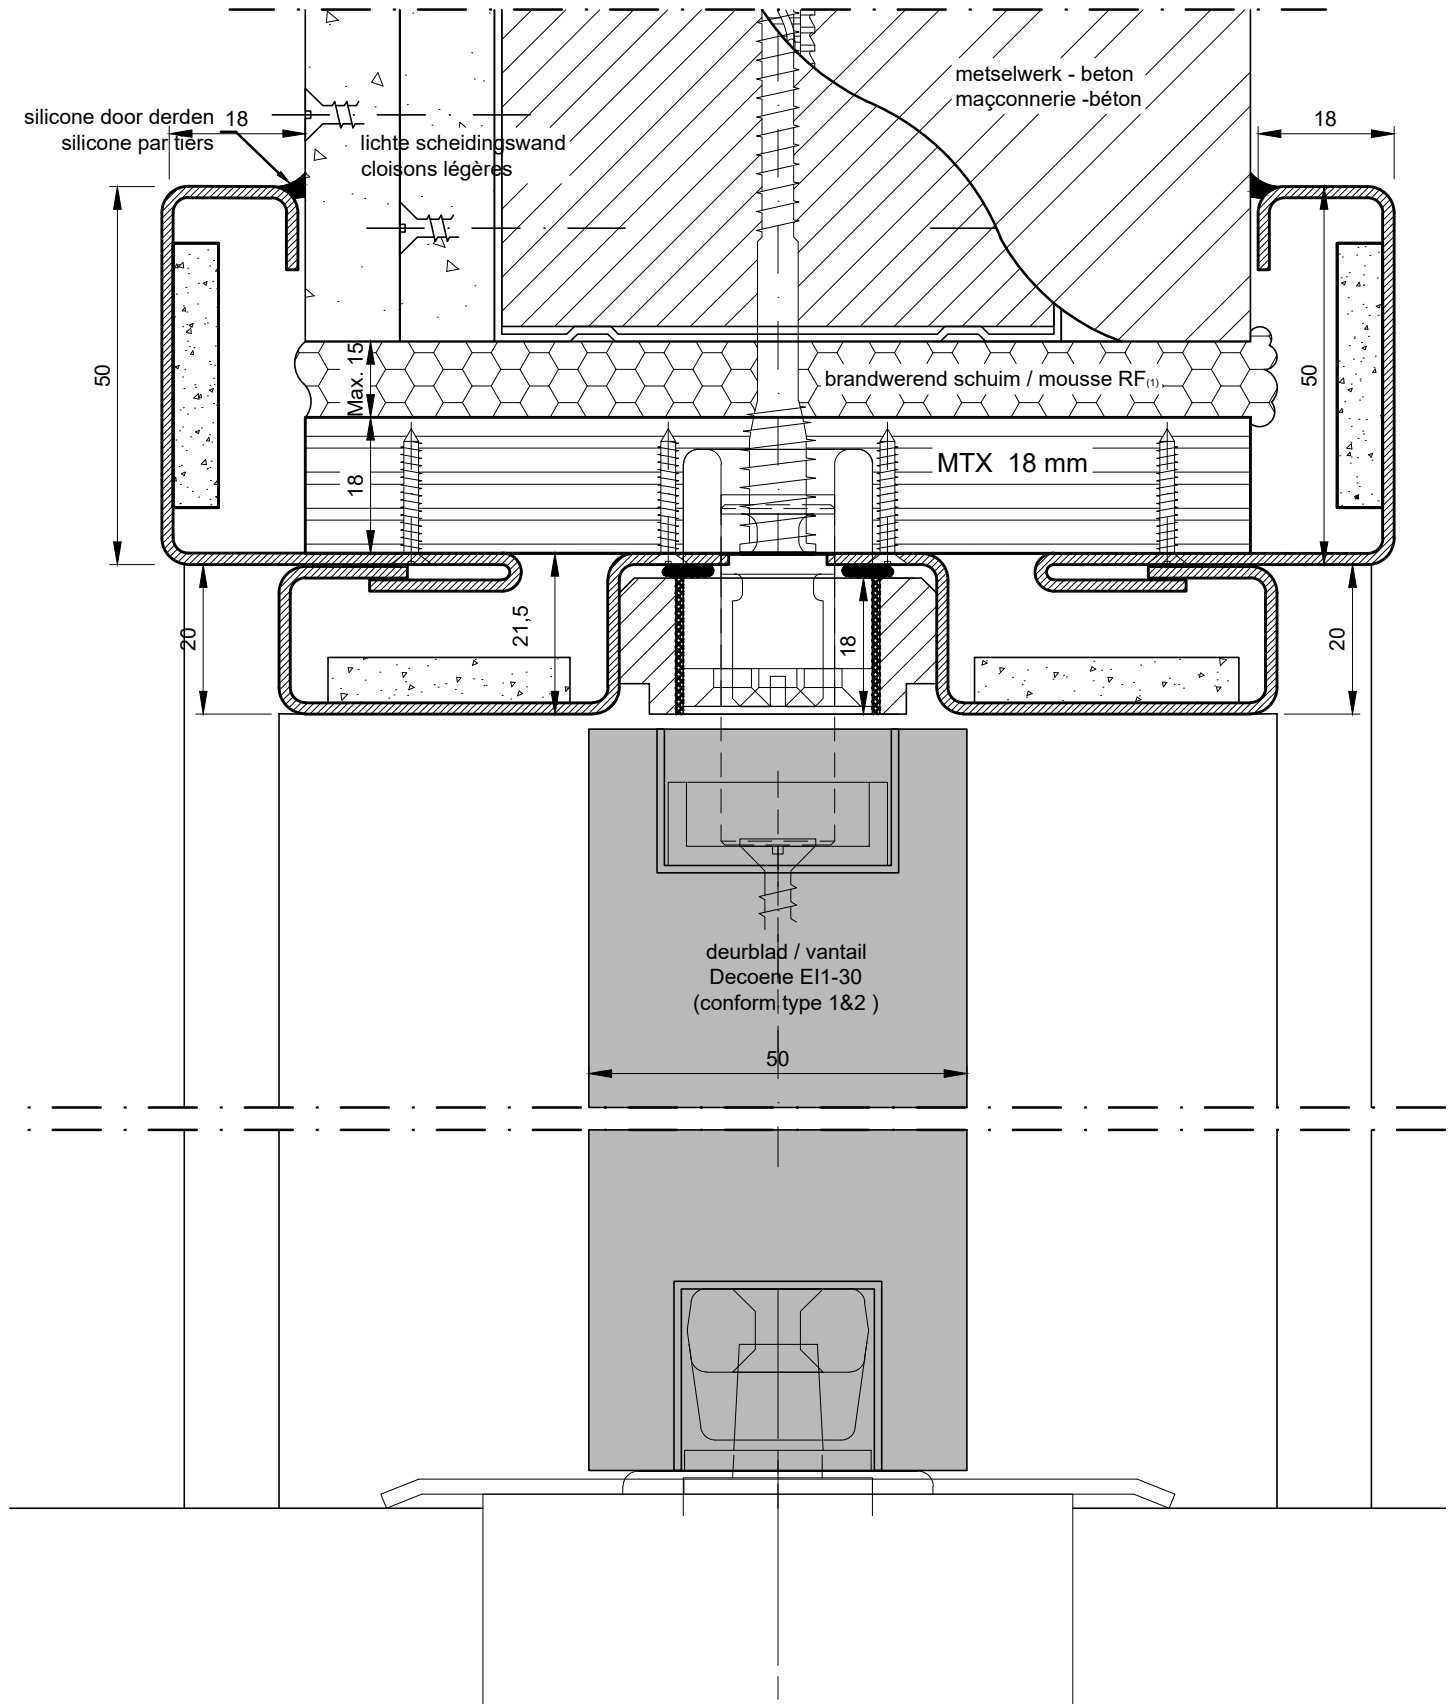 metselwerk - beton
maçconnerie -béton
silicone door derden
silicone par tiers
18
18
lichte scheidingswand
cloisons légères
50
Max. 15
brandwerend schuim / mousse RF(1)
50
18
MTX 18 mm
20
21,5
18
20
deurblad / vantail
Decoene EI1-30
(conform type 1&2 )
50